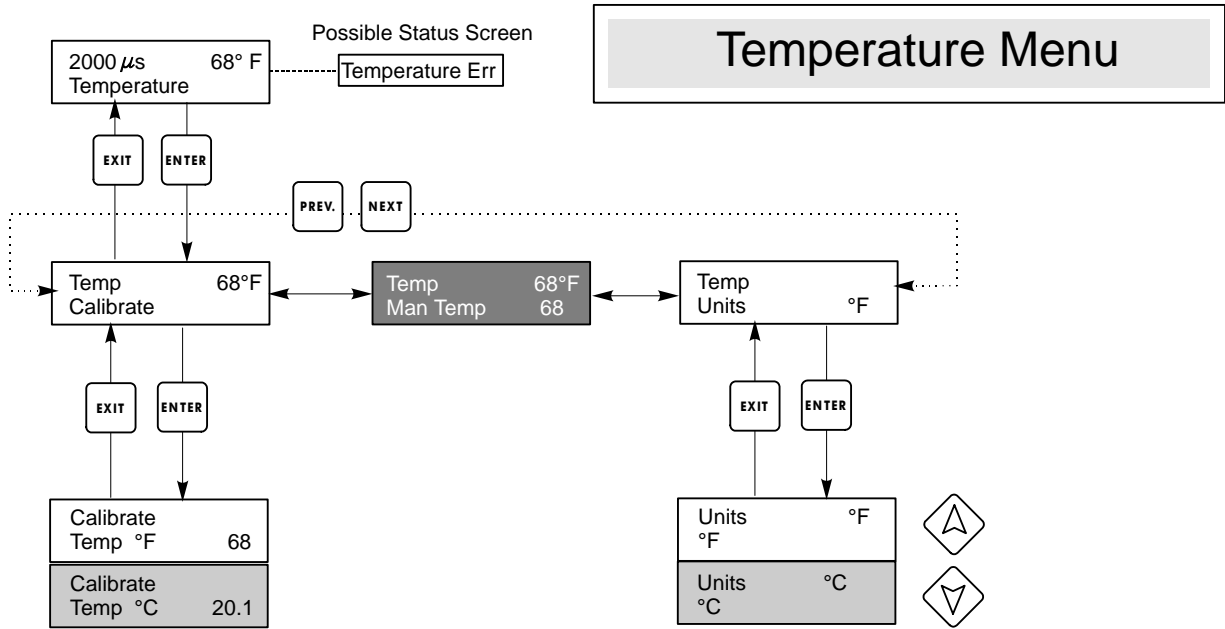 Temperature Menu
Possible Status Screen
2000 μs 68° F
Temperature
Temperature Err
EXIT
ENTER
PREV.
NEXT
Temp 68°F
Calibrate
Temp 68°F
Man Temp 68
Temp
Units °F
EXIT
ENTER
EXIT
ENTER
Calibrate
Temp °F 68
Calibrate
Temp °C 20.1
Units °F
°F
Units °C
°C